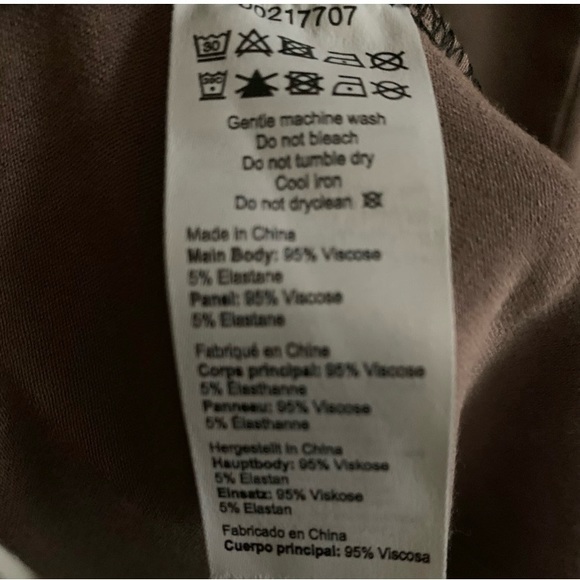 00217707
30
30C
Gentle machine wash
Do not bleach
Do not tumble dry
Cool iron
Do not dryclean
Made in China
Main Body: 95% Viscose
5% Elastane
Panel: 95% Viscose
5% Elastane
Fabriqué en Chine
Corps principal: 95% Viscose
5% Elasthanne
Panneau: 95% Viscose
5% Elasthanne
Hergestellt in China
Hauptbody: 95% Viskose
5% Elastan
Einsatz: 95% Viskose
5% Elastan
Fabricado en China
Cuerpo principal: 95% Viscosa